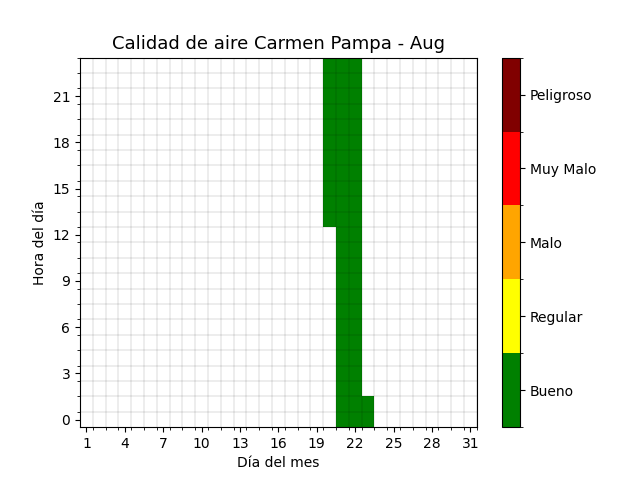 Calidad de aire Carmen Pampa - Aug
Hora del día
21
18
15
12
9
6
3
0
1 4 7 10 13 16 19 22 25 28 31
Día del mes
Peligroso
Muy Malo
Malo
Regular
Bueno